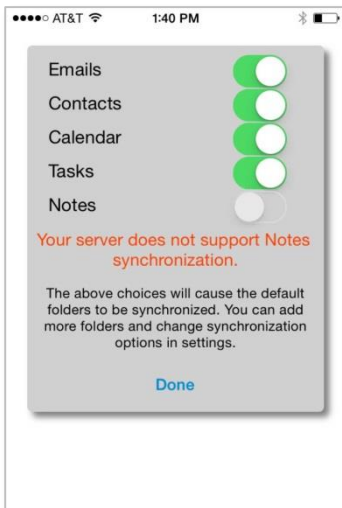 AT&T 1:40 PM
Emails
Contacts
Calendar
Tasks
Notes
Your server does not support Notes
synchronization.
The above choices will cause the default
folders to be synchronized. You can add
more folders and change synchronization
options in settings.
Done